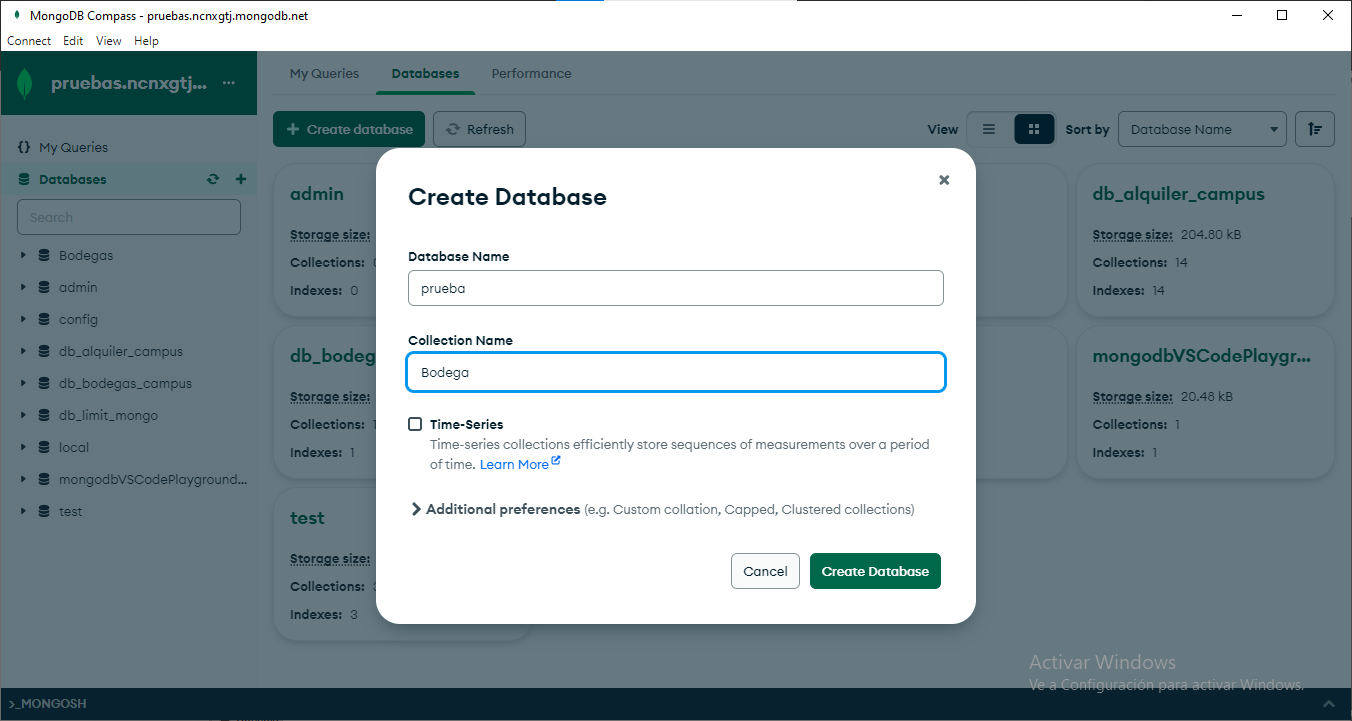 MongoDB Compass - pruebas.ncnxgtj.mongodb.net
Connect Edit View Help
pruebas.ncnxgtj... ...
My Queries Databases Performance
+ Create database Refresh View Sort by Database Name
{} My Queries
Databases
Search
Bodegas
admin
config
db_alquiler_campus
db_bodegas_campus
db_limit_mongo
local
mongodbVSCodePlayground...
test
admin
Storage size:
Collections:
Indexes: 0
db_alquiler_campus
Storage size: 204.80 kB
Collections: 14
Indexes: 14
db_bodeg
Storage size:
Collections: 1
Indexes: 1
mongodbVSCodePlaygr...
Storage size: 20.48 kB
Collections: 1
Indexes: 1
test
Storage size:
Collections:
Indexes: 3
Create Database
Database Name
prueba
Collection Name
Bodega
Time-Series
Time-series collections efficiently store sequences of measurements over a period
of time. Learn More
Additional preferences (e.g. Custom collation, Capped, Clustered collections)
Cancel Create Database
Activar Windows
Ve a Configuración para activar Windows.
>_MONGOSH